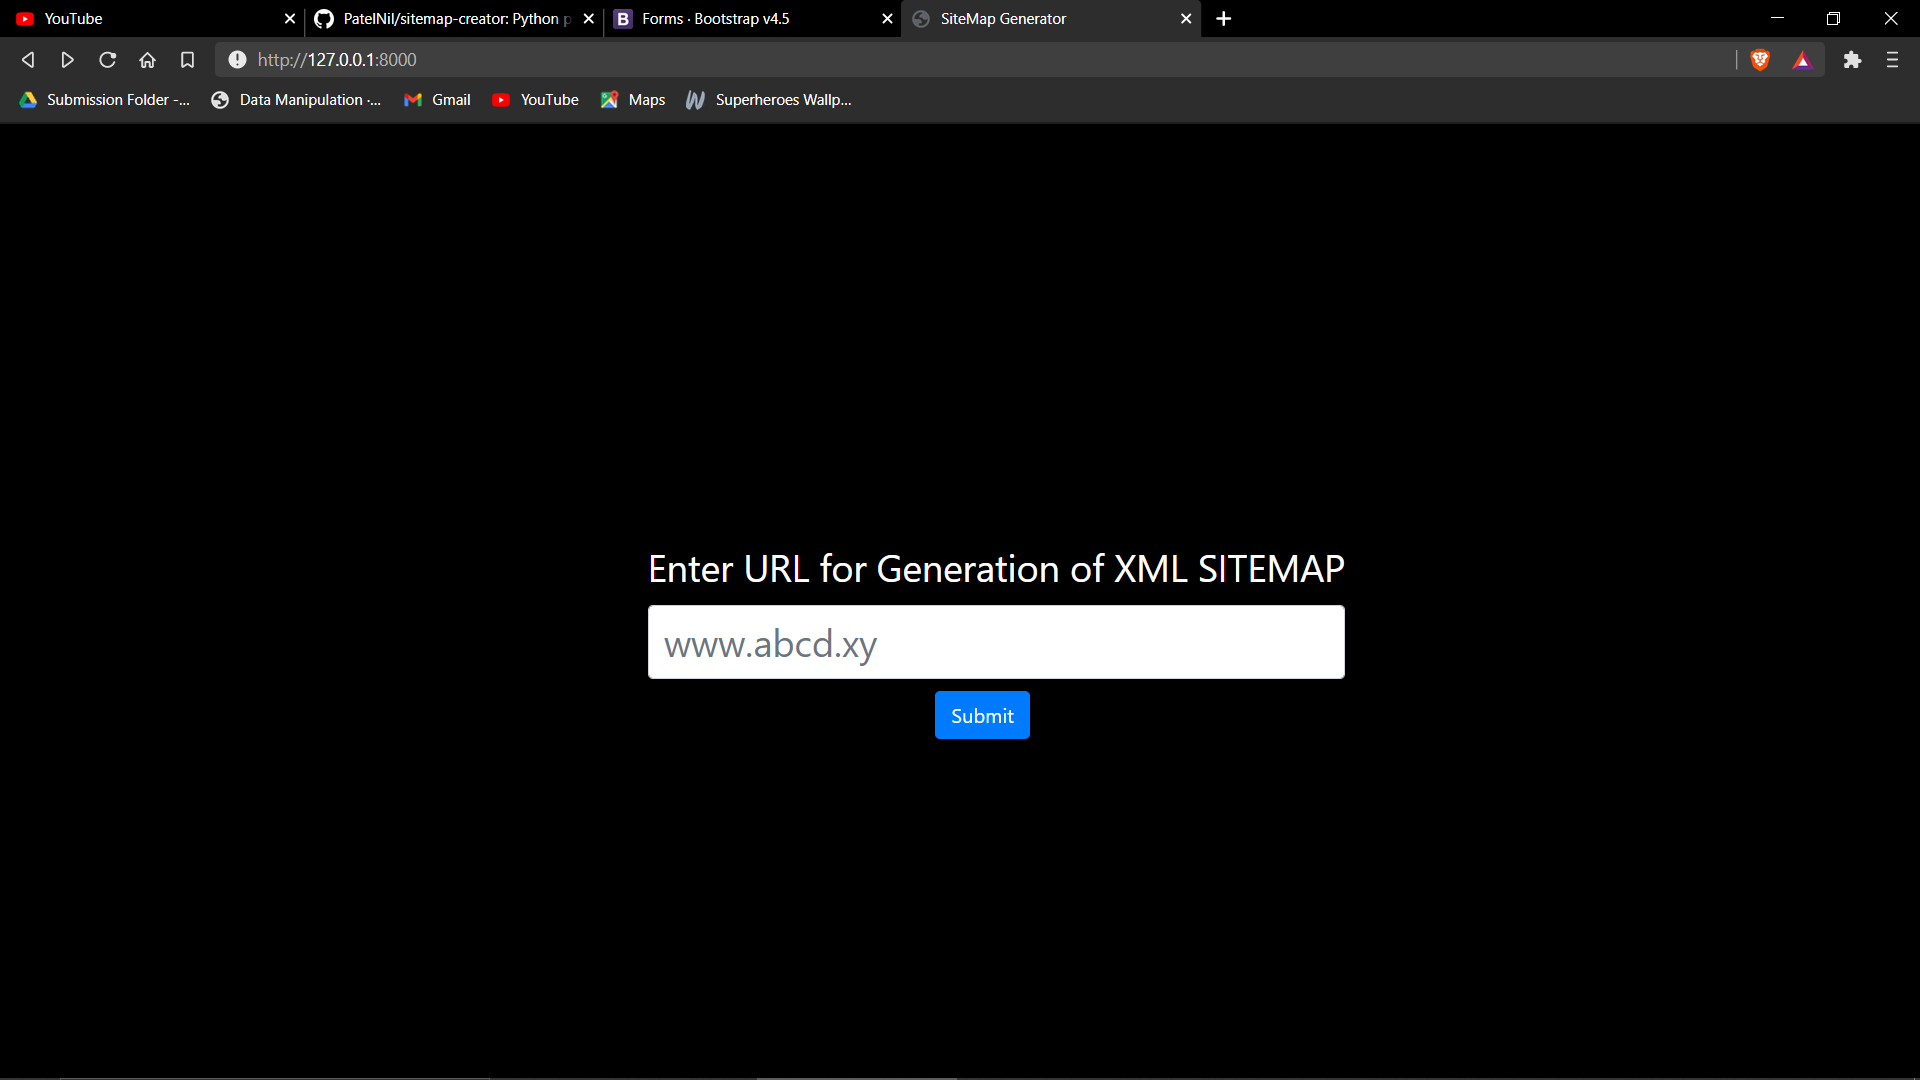 YouTube
PatelNil/sitemap-creator: Python p
B Forms · Bootstrap v4.5
SiteMap Generator
http://127.0.0.1:8000
Submission Folder -...
Data Manipulation ·...
Gmail
YouTube
Maps
Superheroes Wallp...
Enter URL for Generation of XML SITEMAP
www.abcd.xy
Submit